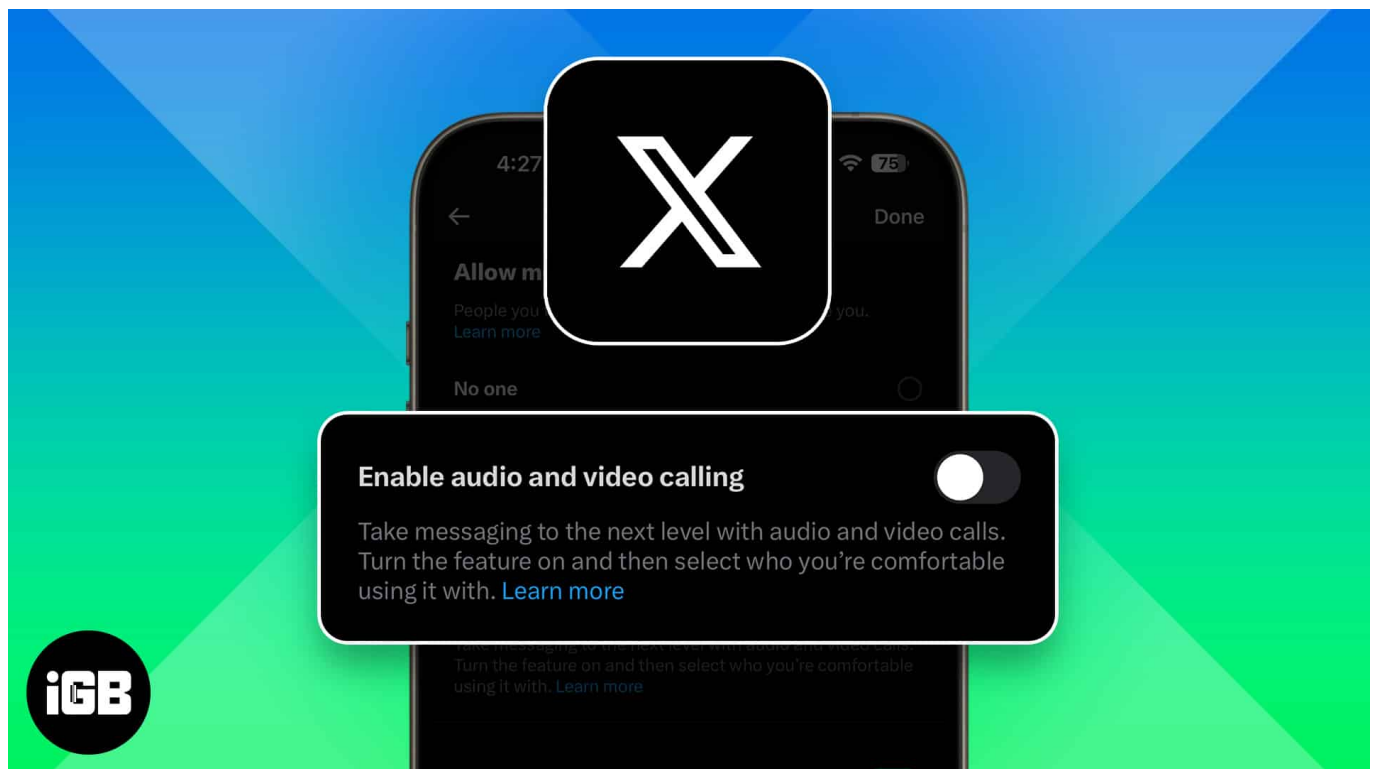 4:27
75
Done
Allow m
People you
you.
Learn more
No one
Enable audio and video calling
Take messaging to the next level with audio and video calls.
Turn the feature on and then select who you’re comfortable
using it with. Learn more
Take messaging to the next level with audio and video calls.
Turn the feature on and then select who you’re comfortable
using it with. Learn more
iGB